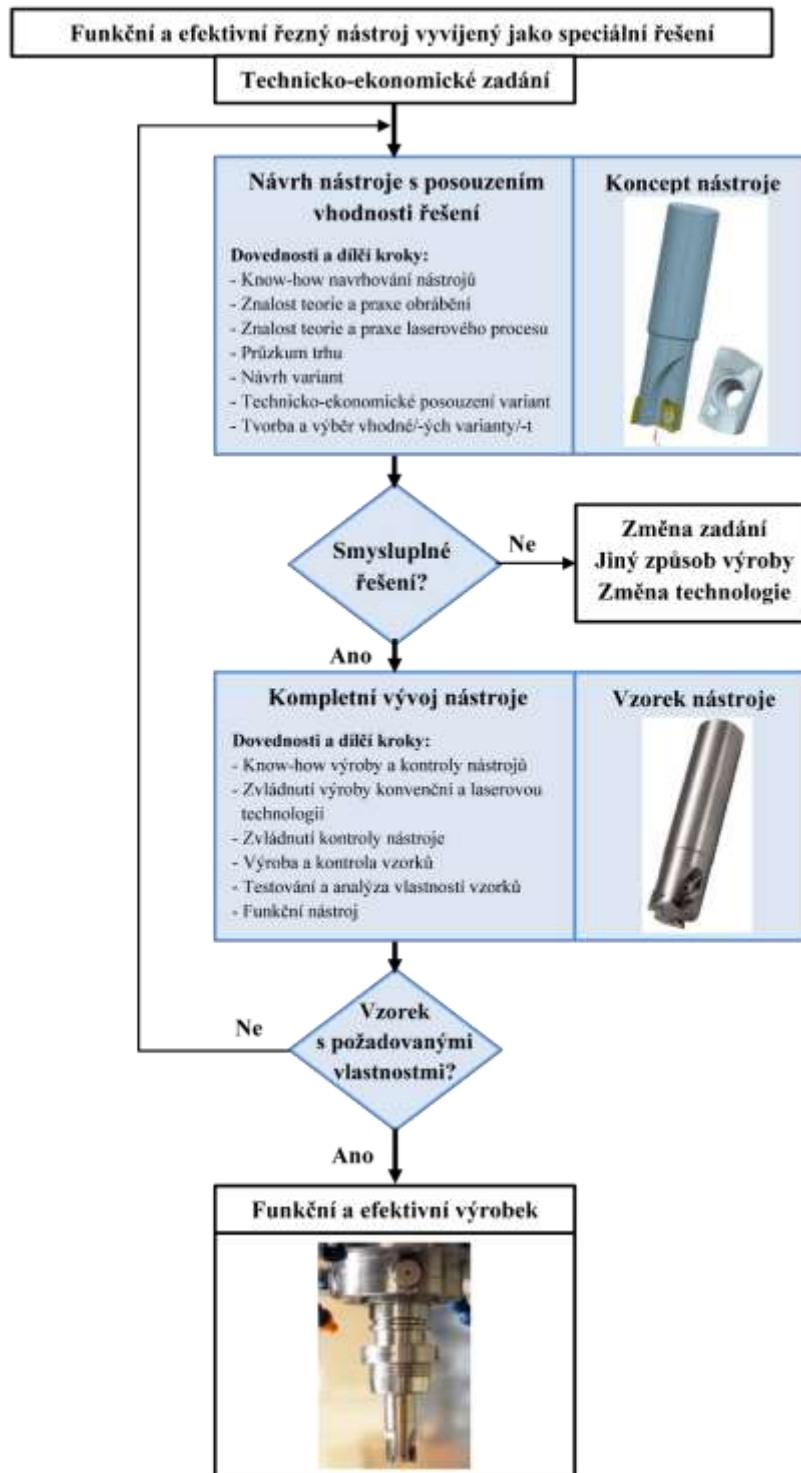 Funkční a efektivní řezný nástroj vyvíjený jako speciální řešení
Technicko-ekonomické zadání
Návrh nástroje s posouzením
vhodnosti řešení
Dovednosti a dílčí kroky:
- Know-how navrhování nástrojů
- Znalost teorie a praxe obrábění
- Znalost teorie a praxe laserového procesu
- Průzkum trhu
- Návrh variant
- Technicko-ekonomické posouzení variant
- Tvorba a výběr vhodné/-ých varianty/-t
Koncept nástroje
Smysluplné
řešení?
Ne
Změna zadání
Jiný způsob výroby
Změna technologie
Ano
Kompletní vývoj nástroje
Dovednosti a dílčí kroky:
- Know-how výroby a kontroly nástrojů
- Zvládnutí výroby konvenční a laserovou
technologií
- Zvládnutí kontroly nástroje
- Výroba a kontrola vzorků
- Testování a analýza vlastností vzorků
- Funkční nástroj
Vzorek nástroje
Vzorek
s požadovanými
vlastnostmi?
Ne
Ano
Funkční a efektivní výrobek